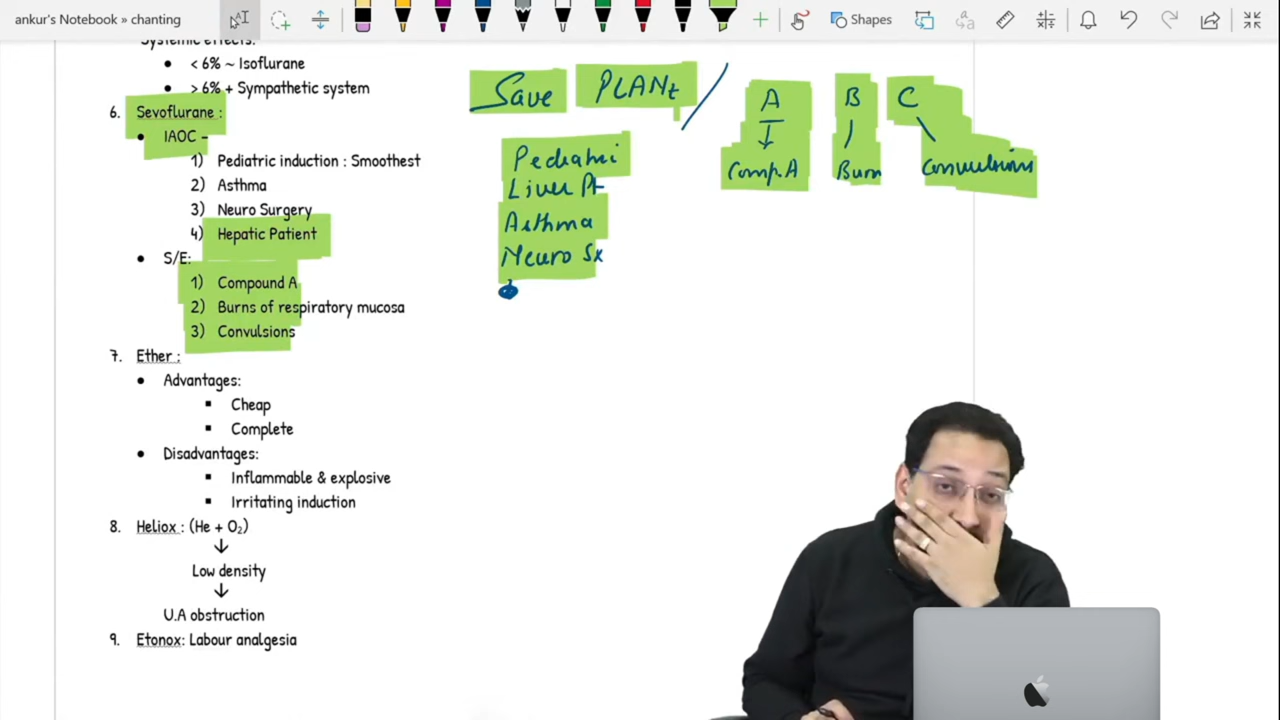 ankur's Notebook » chanting
Shapes
Systemic effects:
• < 6% ~ Isoflurane
• > 6% + Sympathetic system
6. Sevoflurane :
• IAOC -
1) Pediatric induction : Smoothest
2) Asthma
3) Neuro Surgery
4) Hepatic Patient
• S/E:
1) Compound A
2) Burns of respiratory mucosa
3) Convulsions
7. Ether :
• Advantages:
▪ Cheap
▪ Complete
• Disadvantages:
▪ Inflammable & explosive
▪ Irritating induction
8. Heliox : (He + O₂)
↓
Low density
↓
U.A obstruction
9. Etonox: Labour analgesia
Save PLANt / A B C
Comp.A Burn Convulsions
Pediatri
Liver Pt
Asthma
Neuro Sx